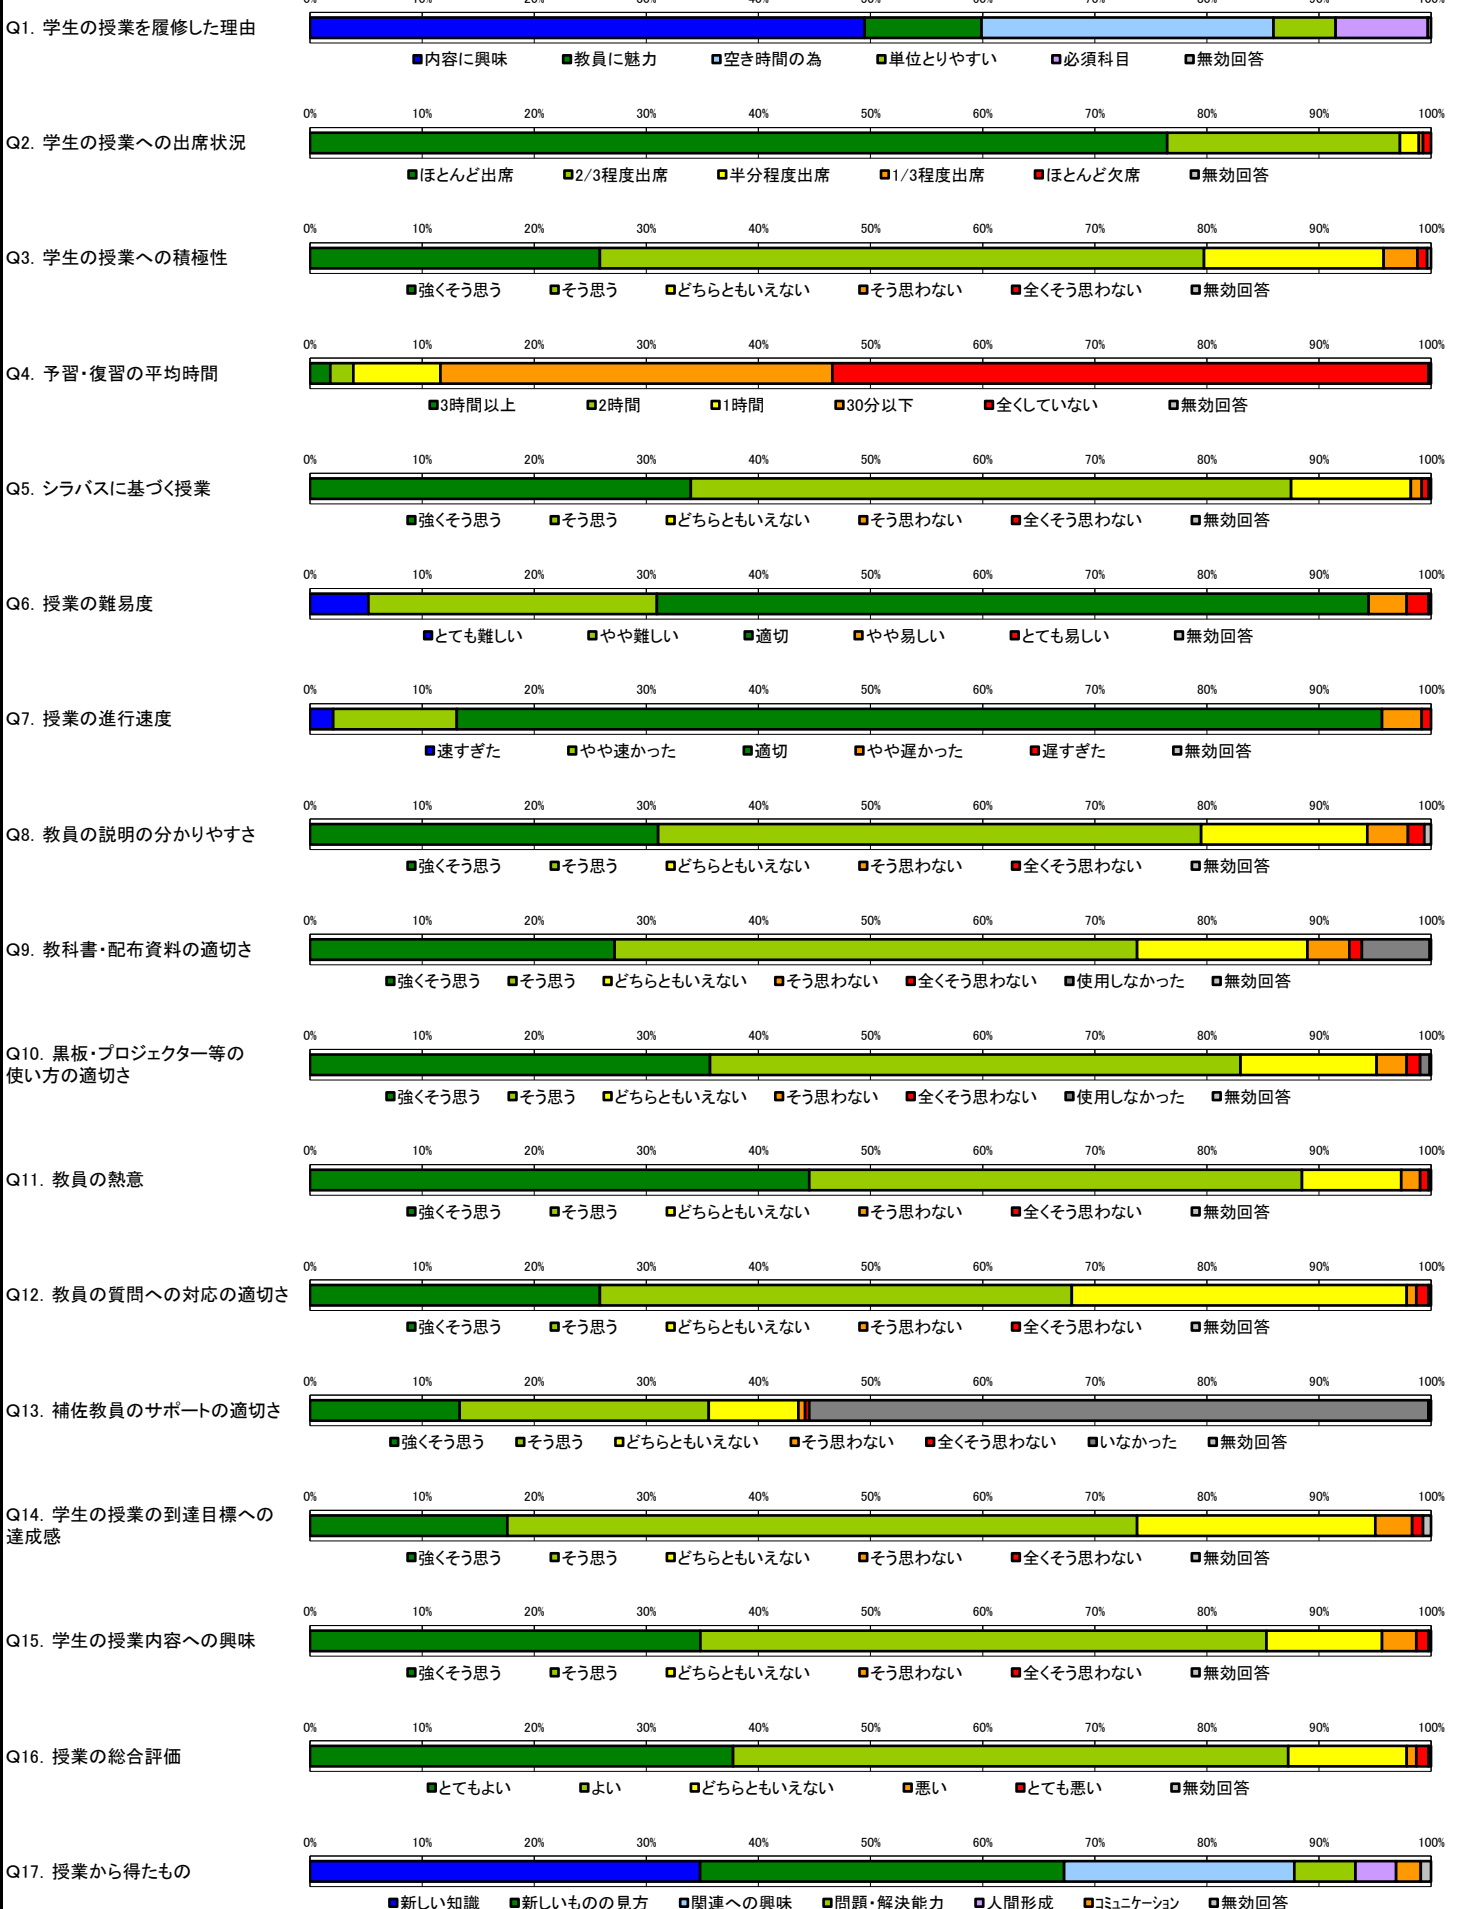 Q1. 学生の授業を履修した理由
内容に興味 教員に魅力 空き時間の為 単位とりやすい 必須科目 無効回答
0% 10% 20% 30% 40% 50% 60% 70% 80% 90% 100%
Q2. 学生の授業への出席状況
ほとんど出席 2/3程度出席 半分程度出席 1/3程度出席 ほとんど欠席 無効回答
0% 10% 20% 30% 40% 50% 60% 70% 80% 90% 100%
Q3. 学生の授業への積極性
強くそう思う そう思う どちらともいえない そう思わない 全くそう思わない 無効回答
0% 10% 20% 30% 40% 50% 60% 70% 80% 90% 100%
Q4. 予習・復習の平均時間
3時間以上 2時間 1時間 30分以下 全くしていない 無効回答
0% 10% 20% 30% 40% 50% 60% 70% 80% 90% 100%
Q5. シラバスに基づく授業
強くそう思う そう思う どちらともいえない そう思わない 全くそう思わない 無効回答
0% 10% 20% 30% 40% 50% 60% 70% 80% 90% 100%
Q6. 授業の難易度
とても難しい やや難しい 適切 やや易しい とても易しい 無効回答
0% 10% 20% 30% 40% 50% 60% 70% 80% 90% 100%
Q7. 授業の進行速度
速すぎた やや速かった 適切 やや遅かった 遅すぎた 無効回答
0% 10% 20% 30% 40% 50% 60% 70% 80% 90% 100%
Q8. 教員の説明の分かりやすさ
強くそう思う そう思う どちらともいえない そう思わない 全くそう思わない 無効回答
0% 10% 20% 30% 40% 50% 60% 70% 80% 90% 100%
Q9. 教科書・配布資料の適切さ
強くそう思う そう思う どちらともいえない そう思わない 全くそう思わない 使用しなかった 無効回答
0% 10% 20% 30% 40% 50% 60% 70% 80% 90% 100%
Q10. 黒板・プロジェクター等の
使い方の適切さ
強くそう思う そう思う どちらともいえない そう思わない 全くそう思わない 使用しなかった 無効回答
0% 10% 20% 30% 40% 50% 60% 70% 80% 90% 100%
Q11. 教員の熱意
強くそう思う そう思う どちらともいえない そう思わない 全くそう思わない 無効回答
0% 10% 20% 30% 40% 50% 60% 70% 80% 90% 100%
Q12. 教員の質問への対応の適切さ
強くそう思う そう思う どちらともいえない そう思わない 全くそう思わない 無効回答
0% 10% 20% 30% 40% 50% 60% 70% 80% 90% 100%
Q13. 補佐教員のサポートの適切さ
強くそう思う そう思う どちらともいえない そう思わない 全くそう思わない いなかった 無効回答
0% 10% 20% 30% 40% 50% 60% 70% 80% 90% 100%
Q14. 学生の授業の到達目標への
達成感
強くそう思う そう思う どちらともいえない そう思わない 全くそう思わない 無効回答
0% 10% 20% 30% 40% 50% 60% 70% 80% 90% 100%
Q15. 学生の授業内容への興味
強くそう思う そう思う どちらともいえない そう思わない 全くそう思わない 無効回答
0% 10% 20% 30% 40% 50% 60% 70% 80% 90% 100%
Q16. 授業の総合評価
とてもよい よい どちらともいえない 悪い とても悪い 無効回答
0% 10% 20% 30% 40% 50% 60% 70% 80% 90% 100%
Q17. 授業から得たもの
新しい知識 新しいものの見方 関連への興味 問題・解決能力 人間形成 コミュニケーション 無効回答